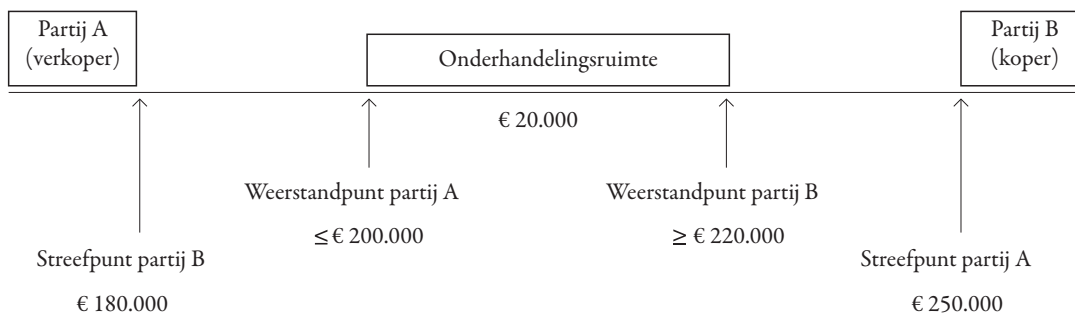 Partij A
(verkoper)
Onderhandelingsruimte
Partij B
(koper)
€ 20.000
Weerstandpunt partij A
≤ € 200.000
Weerstandpunt partij B
≥ € 220.000
Streefpunt partij B
€ 180.000
Streefpunt partij A
€ 250.000